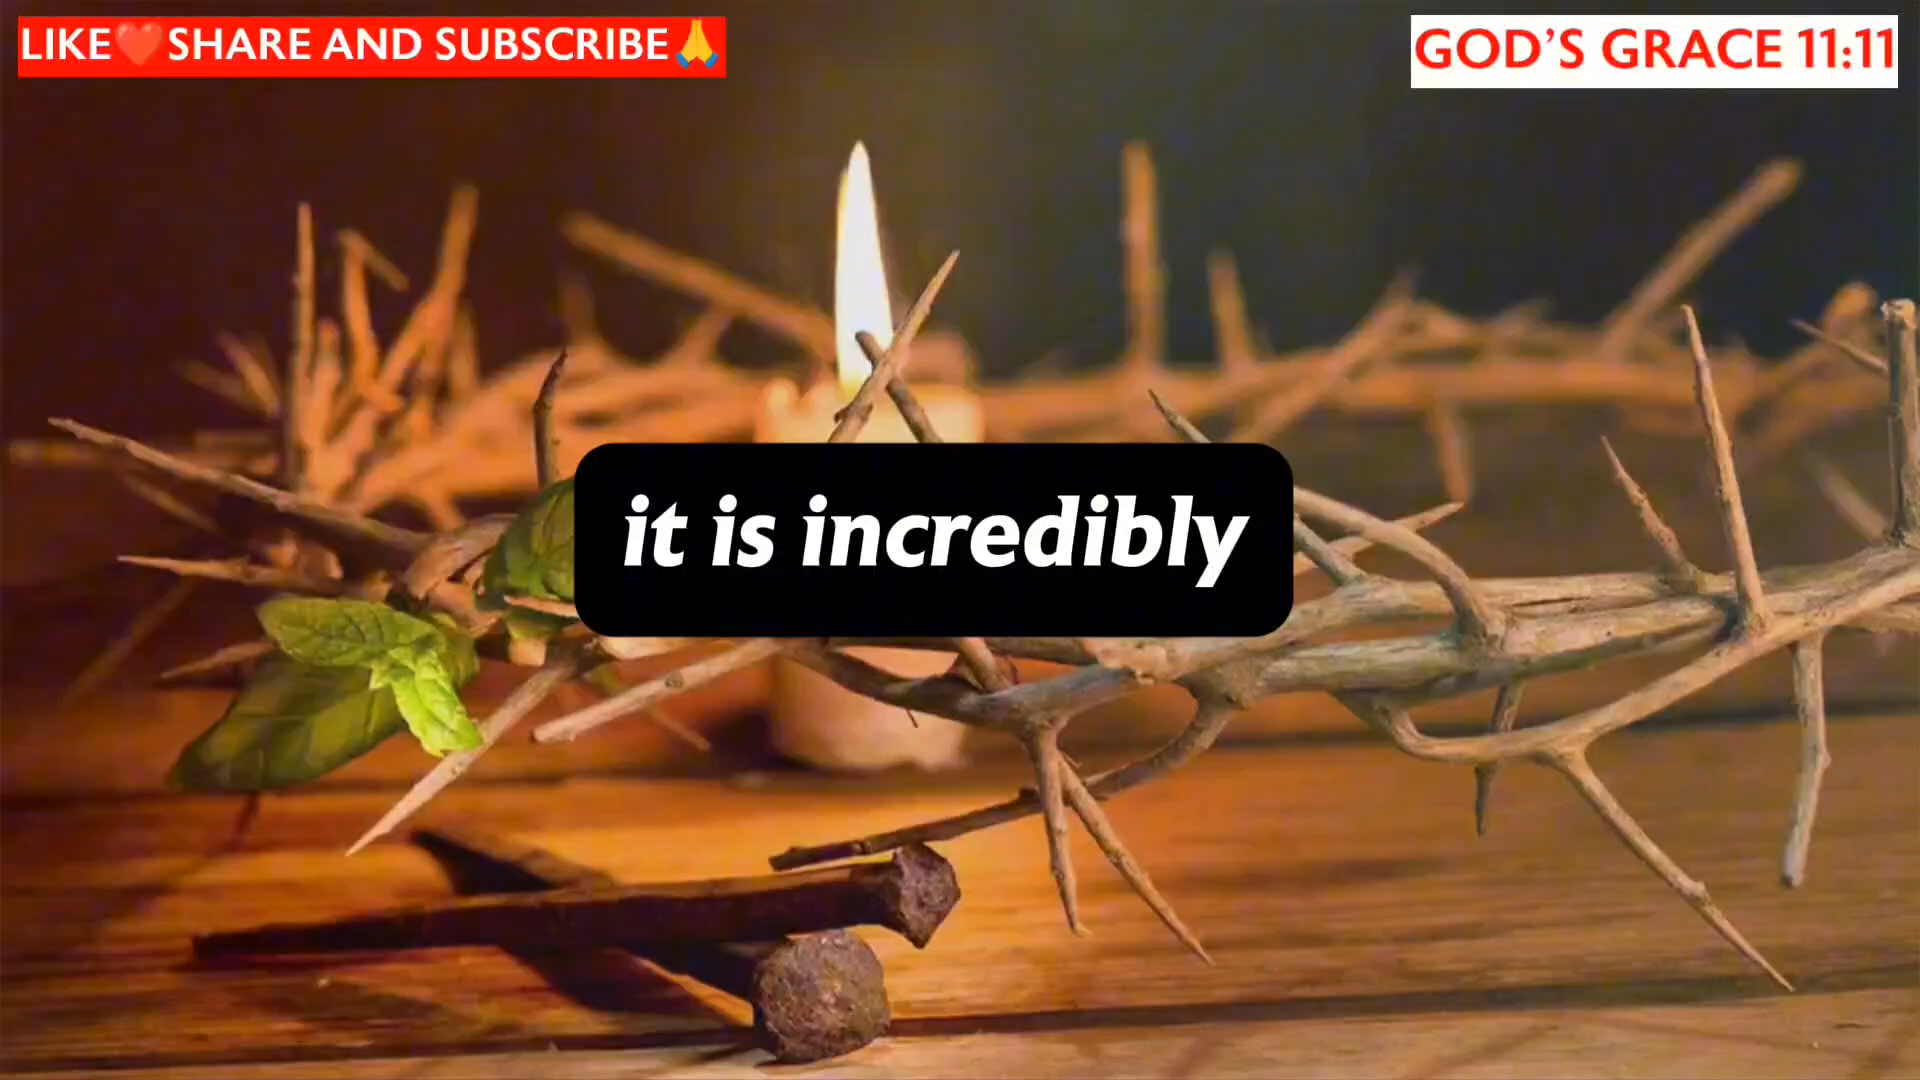 LIKE❤️SHARE AND SUBSCRIBE🙏
GOD’S GRACE 11:11
it is incredibly